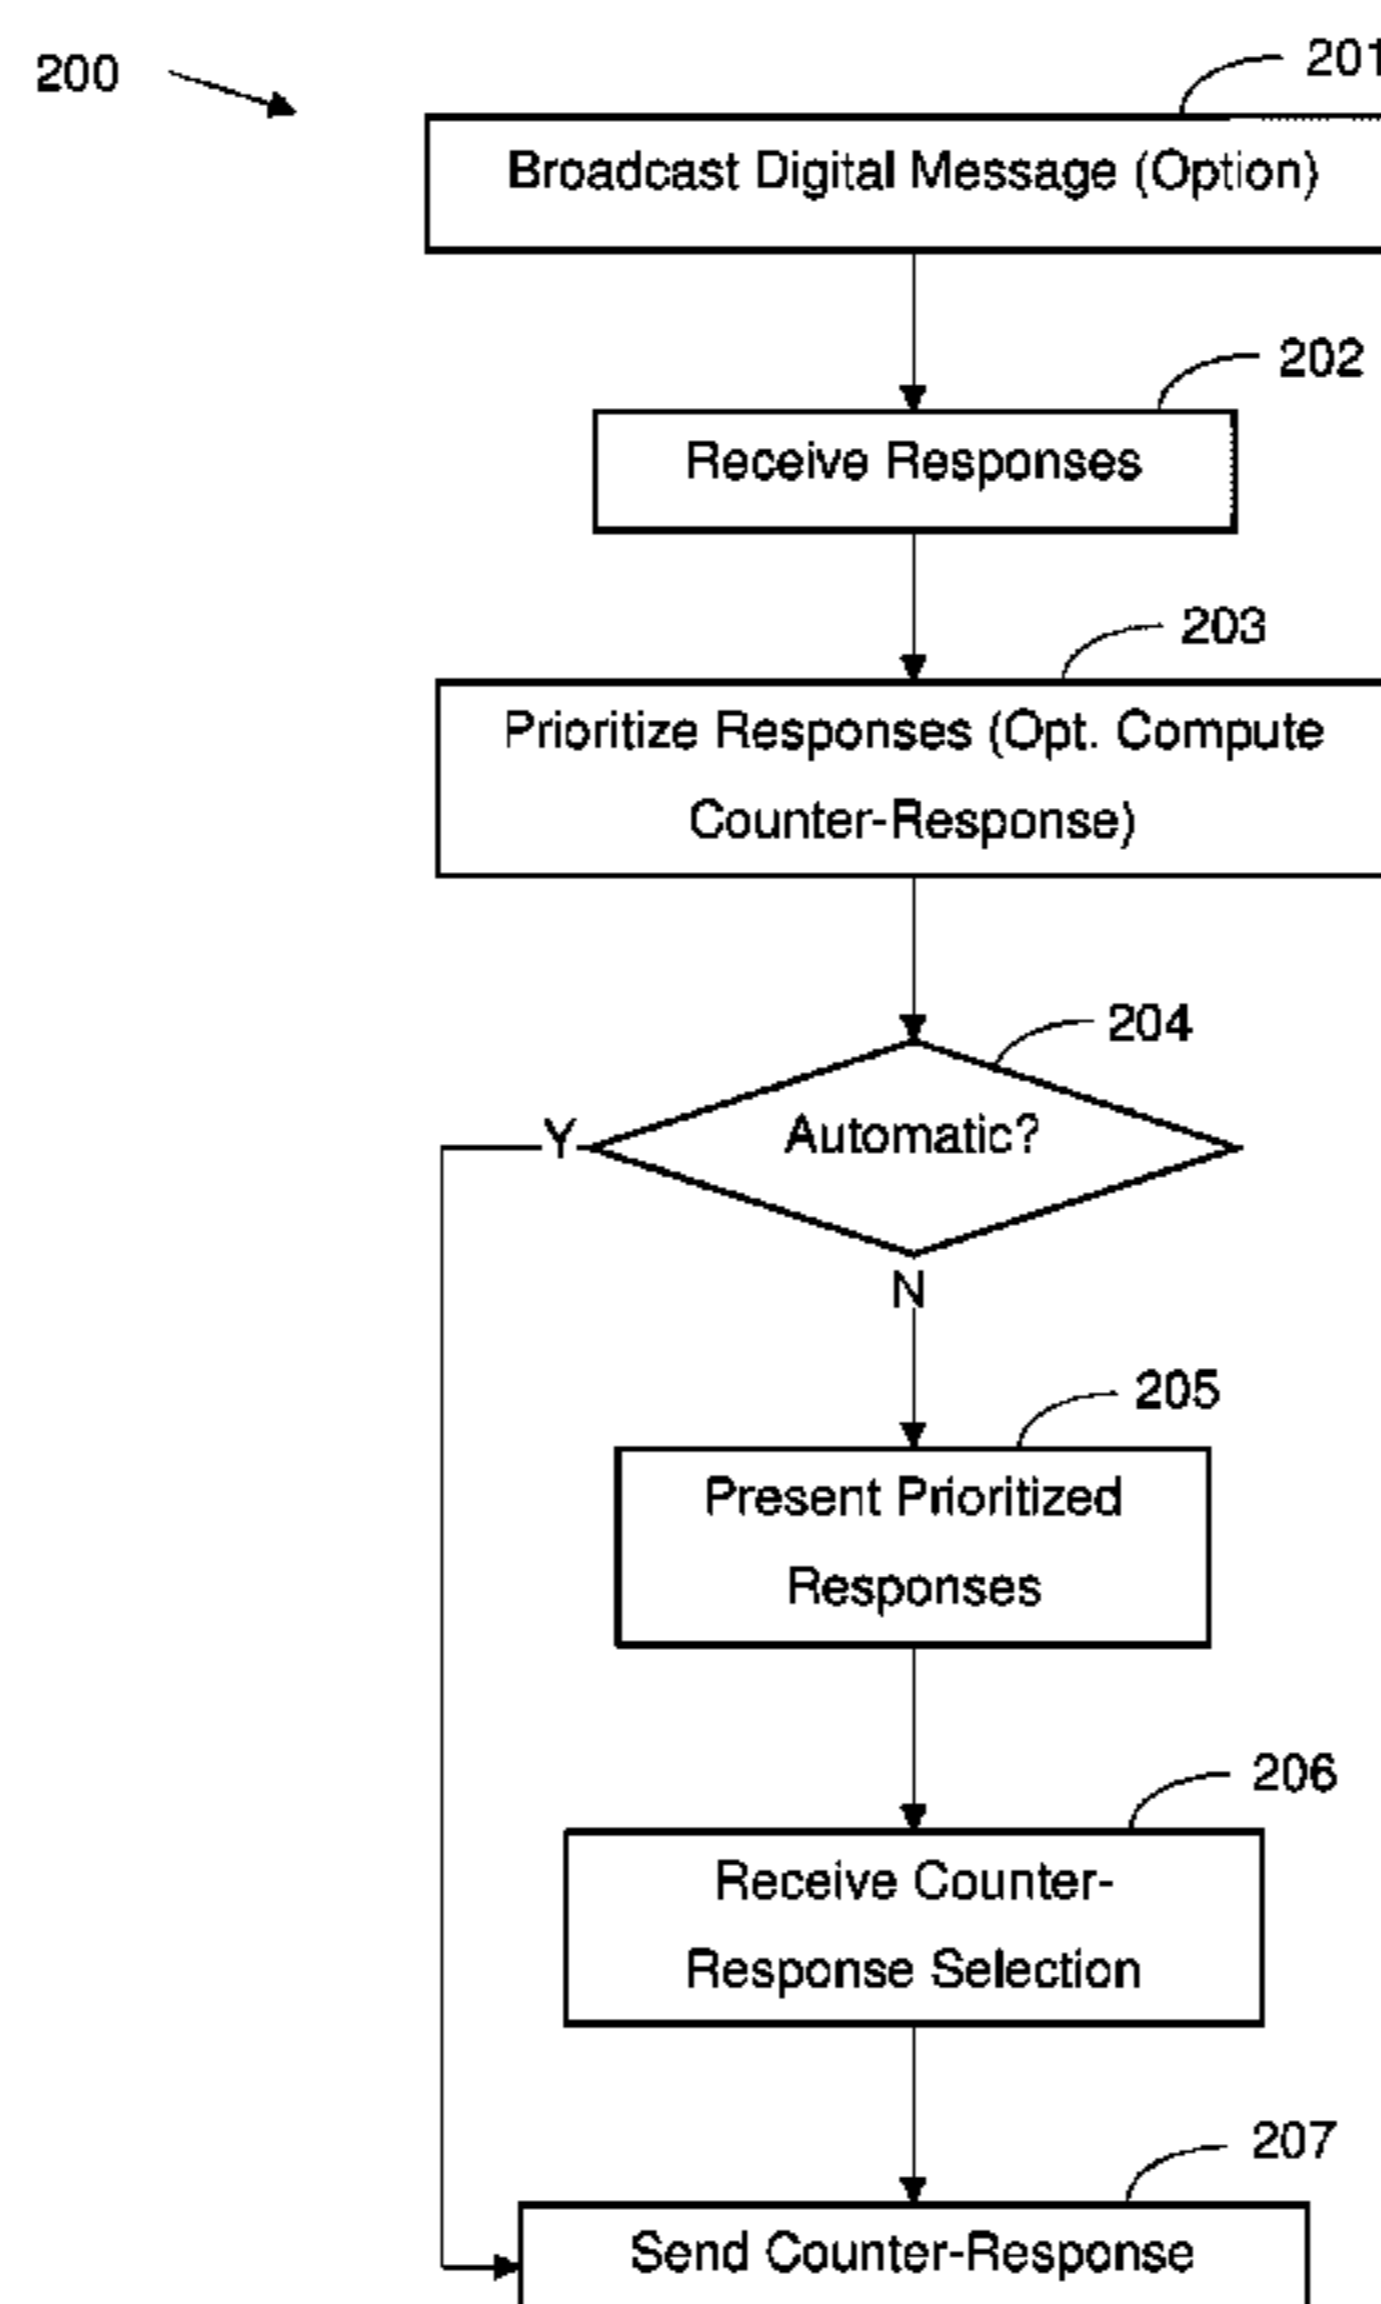 200
201
Broadcast Digital Message (Option)
202
Receive Responses
203
Prioritize Responses (Opt. Compute
Counter-Response)
204
Automatic?
Y
N
205
Present Prioritized
Responses
206
Receive Counter-
Response Selection
207
Send Counter-Response